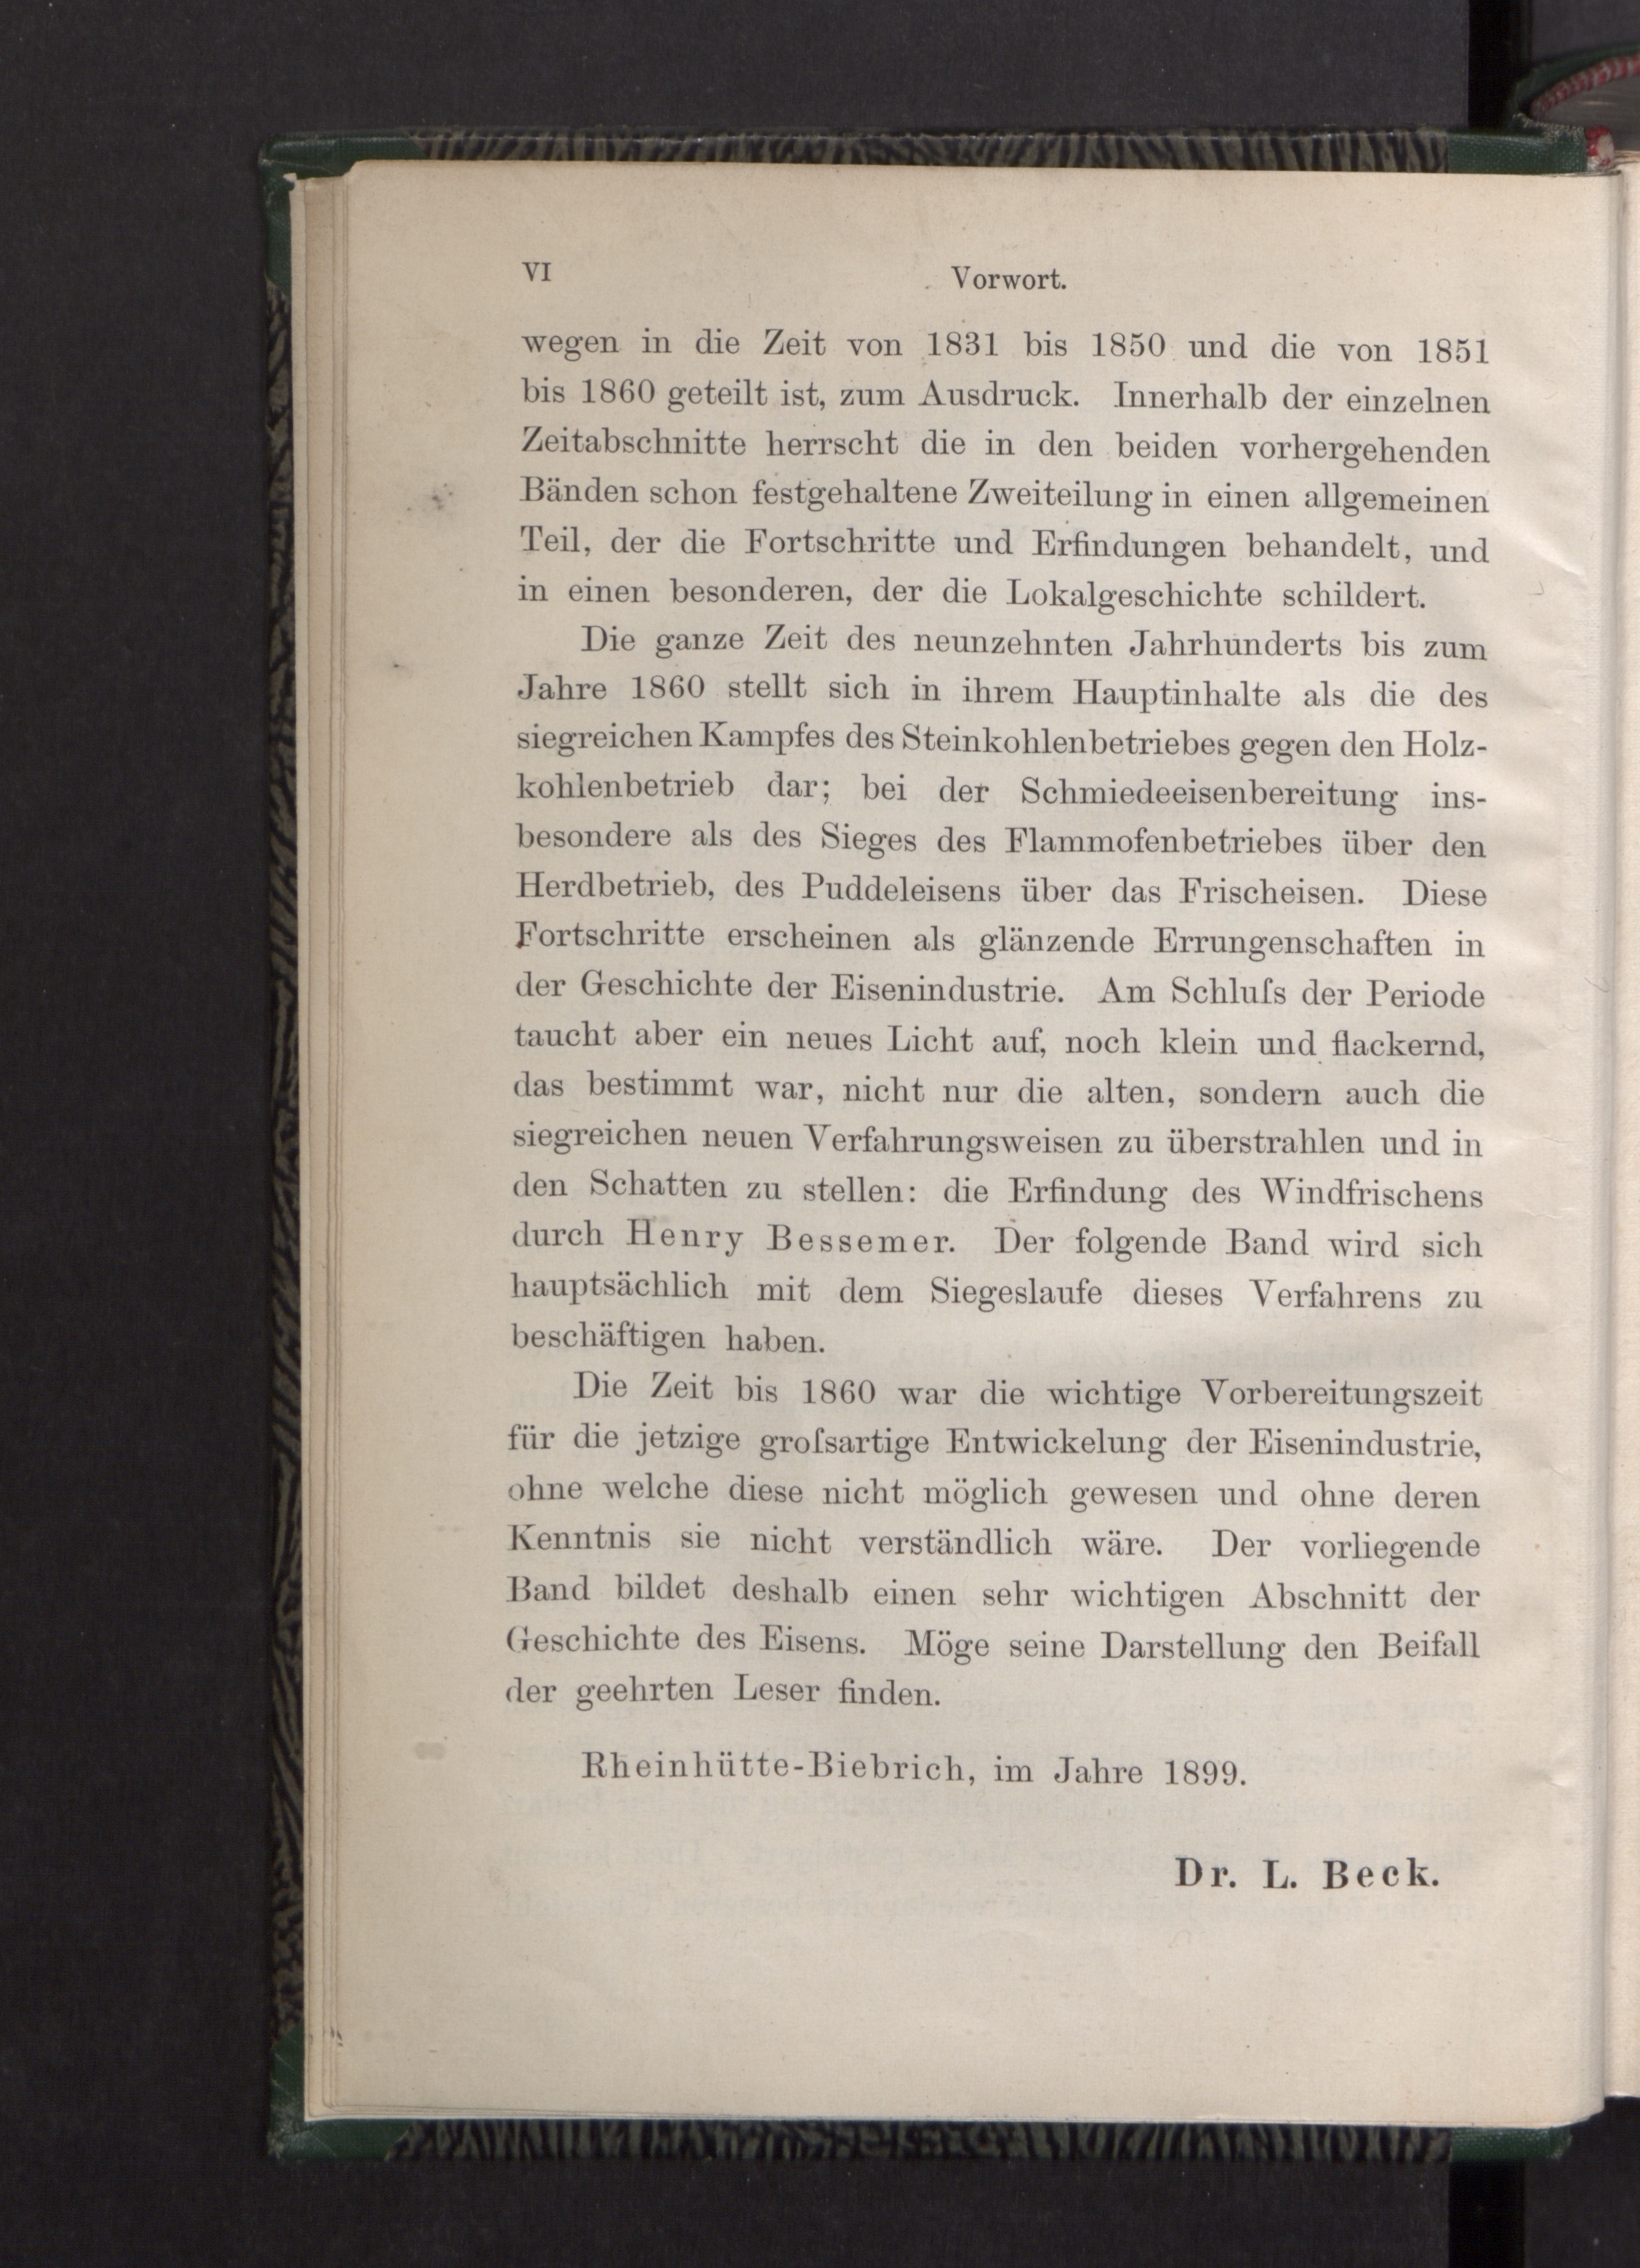 VI
Vorwort.
wegen in die Zeit von 1831 bis 1850 und die von 1851
bis 1860 geteilt ist, zum Ausdruck. Innerhalb der einzelnen
Zeitabschnitte herrscht die in den beiden vorhergehenden
Bänden schon festgehaltene Zweiteilung in einen allgemeinen
Teil, der die Fortschritte und Erfindungen behandelt, und
in einen besonderen, der die Lokalgeschichte schildert.
Die ganze Zeit des neunzehnten Jahrhunderts bis zum
Jahre 1860 stellt sich in ihrem Hauptinhalte als die des
siegreichen Kampfes des Steinkohlenbetriebes gegen den Holz-
kohlenbetrieb dar; bei der Schmiedeeisenbereitung ins-
besondere als des Sieges des Flammofenbetriebes über den
Herdbetrieb, des Puddeleisens über das Frischeisen. Diese
Fortschritte erscheinen als glänzende Errungenschaften in
der Geschichte der Eisenindustrie. Am Schluſs der Periode
taucht aber ein neues Licht auf, noch klein und flackernd,
das bestimmt war, nicht nur die alten, sondern auch die
siegreichen neuen Verfahrungsweisen zu überstrahlen und in
den Schatten zu stellen: die Erfindung des Windfrischens
durch Henry Bessemer. Der folgende Band wird sich
hauptsächlich mit dem Siegeslaufe dieses Verfahrens zu
beschäftigen haben.
Die Zeit bis 1860 war die wichtige Vorbereitungszeit
für die jetzige groſsartige Entwickelung der Eisenindustrie,
ohne welche diese nicht möglich gewesen und ohne deren
Kenntnis sie nicht verständlich wäre. Der vorliegende
Band bildet deshalb einen sehr wichtigen Abschnitt der
Geschichte des Eisens. Möge seine Darstellung den Beifall
der geehrten Leser finden.
Rheinhütte-Biebrich, im Jahre 1899.
Dr. L. Beck.